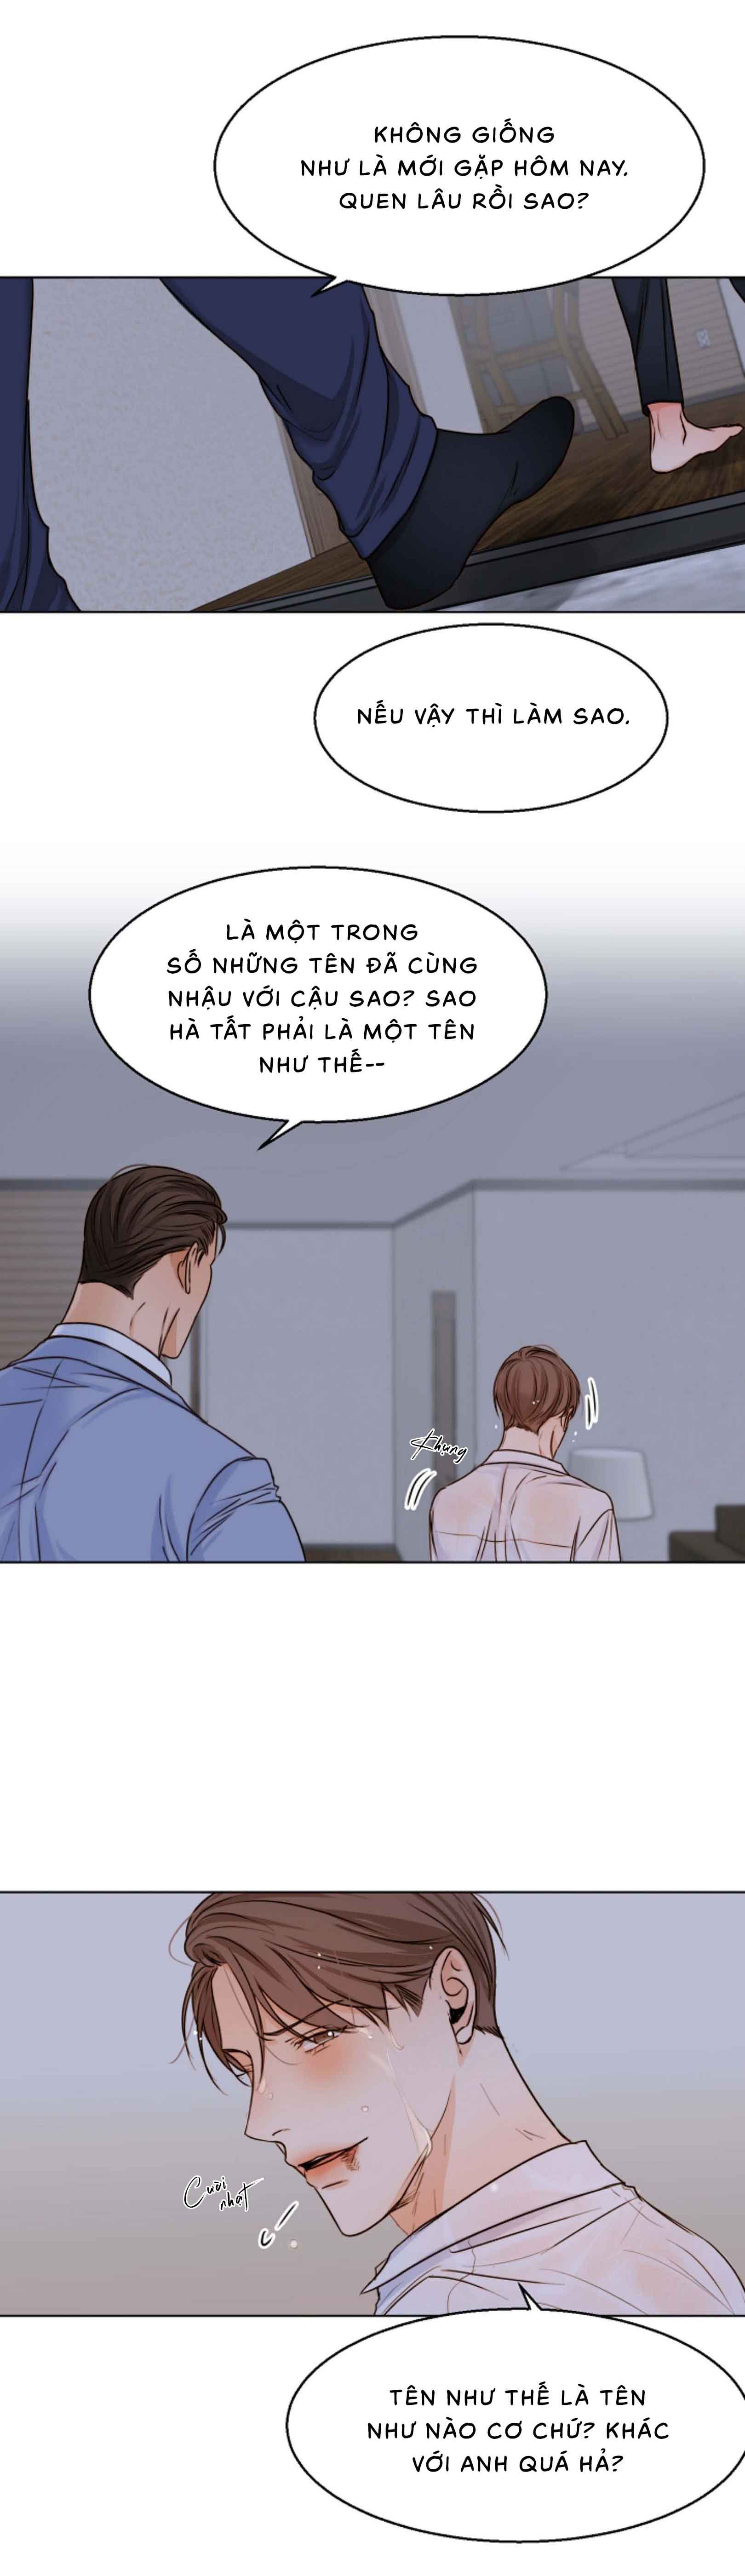 KHÔNG GIỐNG
NHƯ LÀ MỚI GẶP HÔM NAY.
QUEN LÂU RỒI SAO?
NẾU VẬY THÌ LÀM SAO.
LÀ MỘT TRONG
SỐ NHỮNG TÊN ĐÃ CÙNG
NHẬU VỚI CẬU SAO? SAO
HÀ TẤT PHẢI LÀ MỘT TÊN
NHƯ THẾ--
Khựng
Cười
nhạt
TÊN NHƯ THẾ LÀ TÊN
NHƯ NÀO CƠ CHỨ? KHÁC
VỚI ANH QUÁ HẢ?